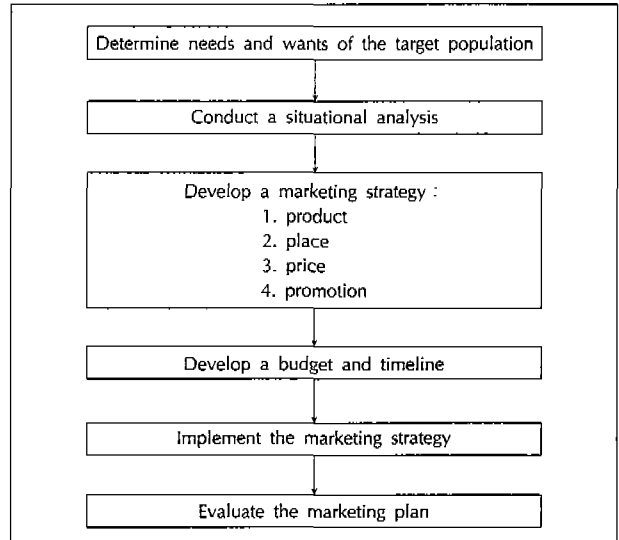 Determine needs and wants of the target population
Conduct a situational analysis
Develop a marketing strategy :
1. product
2. place
3. price
4. promotion
Develop a budget and timeline
Implement the marketing strategy
Evaluate the marketing plan